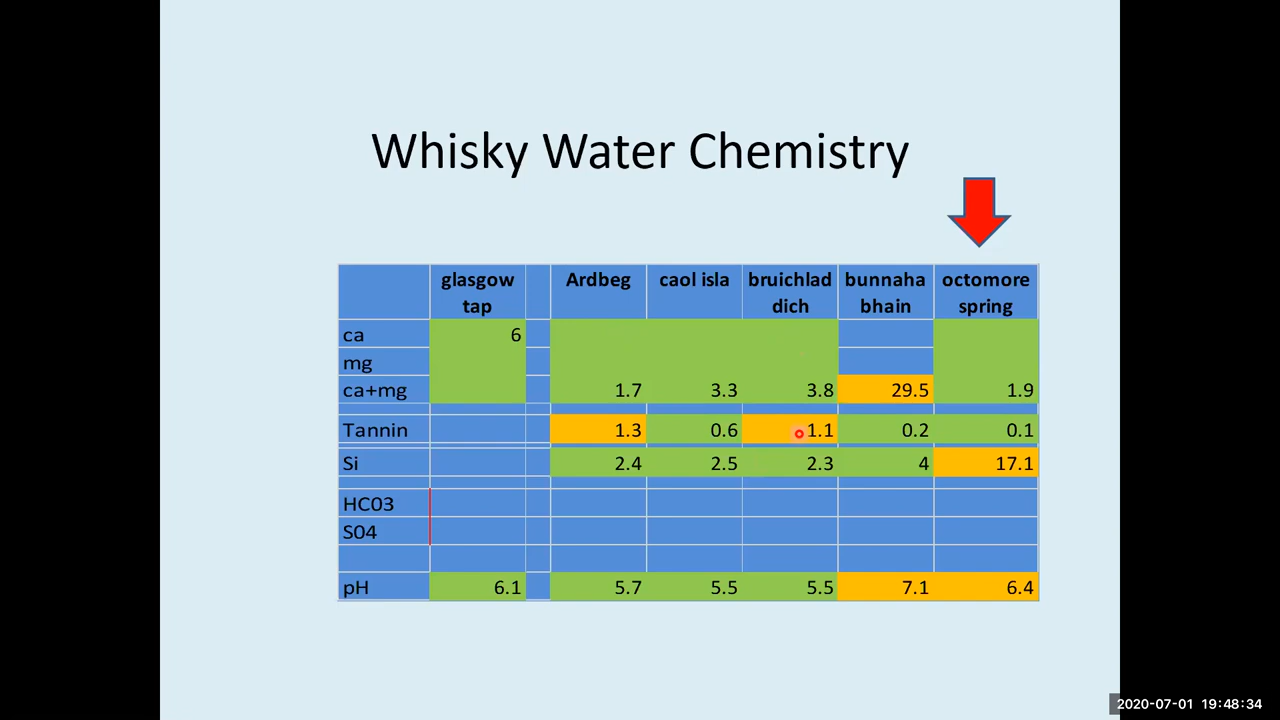 Whisky Water Chemistry
glasgow tap Ardbeg caol isla bruichlad dich bunnaha bhain octomore spring
ca 6
mg
ca+mg 1.7 3.3 3.8 29.5 1.9
Tannin 1.3 0.6 1.1 0.2 0.1
Si 2.4 2.5 2.3 4 17.1
HC03
S04
pH 6.1 5.7 5.5 5.5 7.1 6.4
2020-07-01 19:48:34